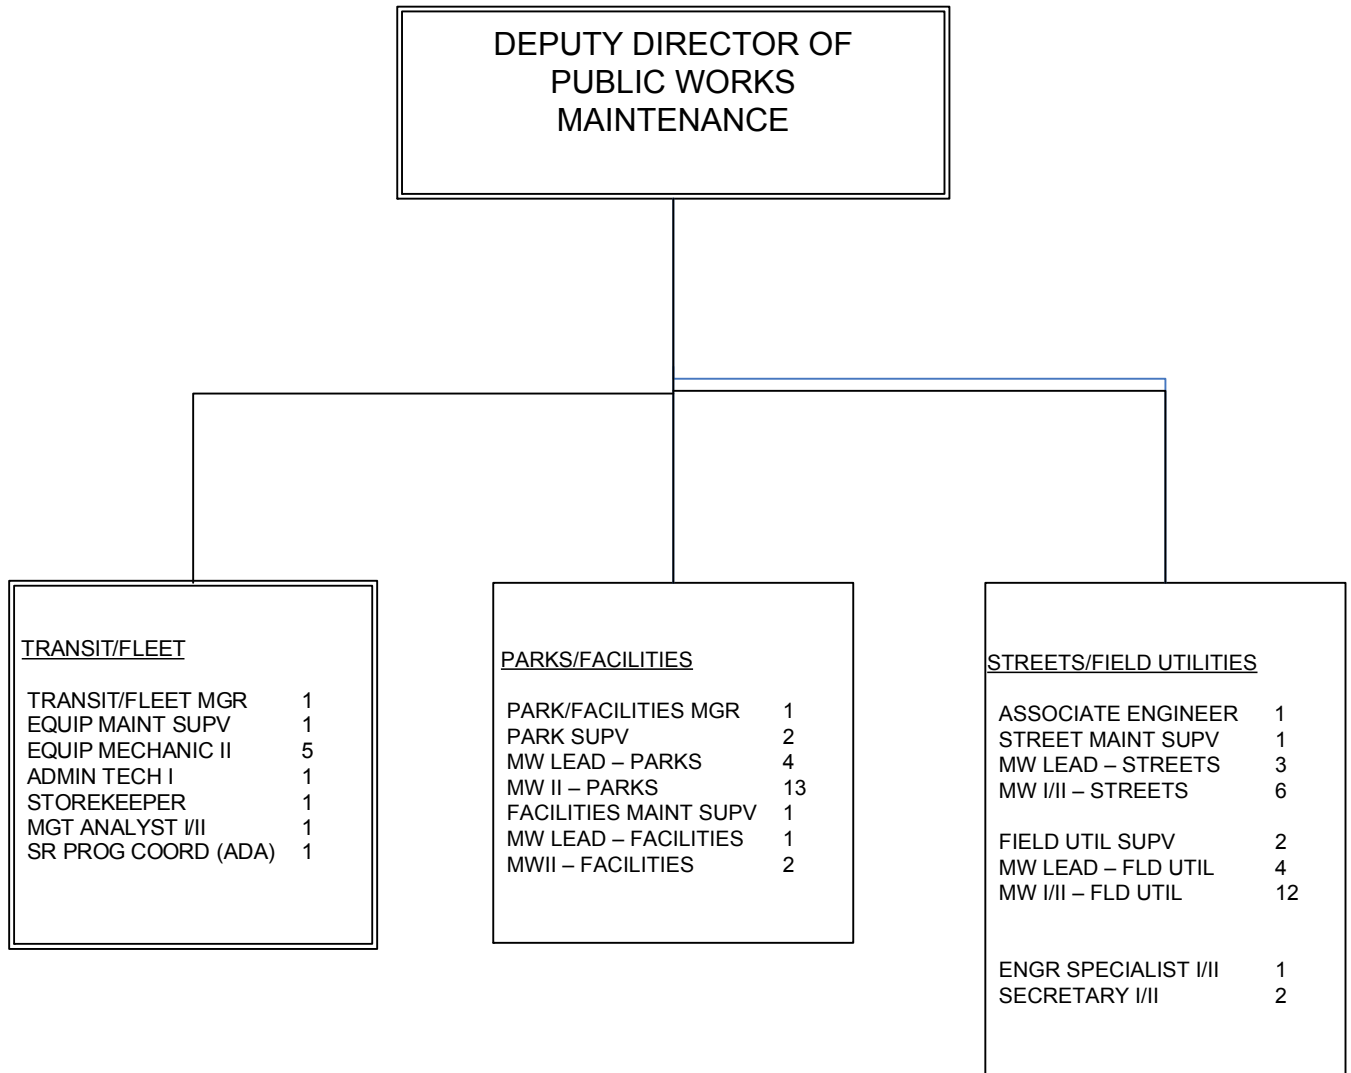 DEPUTY DIRECTOR OF
PUBLIC WORKS
MAINTENANCE
TRANSIT/FLEET
TRANSIT/FLEET MGR 1
EQUIP MAINT SUPV 1
EQUIP MECHANIC II 5
ADMIN TECH I 1
STOREKEEPER 1
MGT ANALYST I/II 1
SR PROG COORD (ADA) 1
PARKS/FACILITIES
PARK/FACILITIES MGR 1
PARK SUPV 2
MW LEAD – PARKS 4
MW II – PARKS 13
FACILITIES MAINT SUPV 1
MW LEAD – FACILITIES 1
MWII – FACILITIES 2
STREETS/FIELD UTILITIES
ASSOCIATE ENGINEER 1
STREET MAINT SUPV 1
MW LEAD – STREETS 3
MW I/II – STREETS 6
FIELD UTIL SUPV 2
MW LEAD – FLD UTIL 4
MW I/II – FLD UTIL 12
ENGR SPECIALIST I/II 1
SECRETARY I/II 2